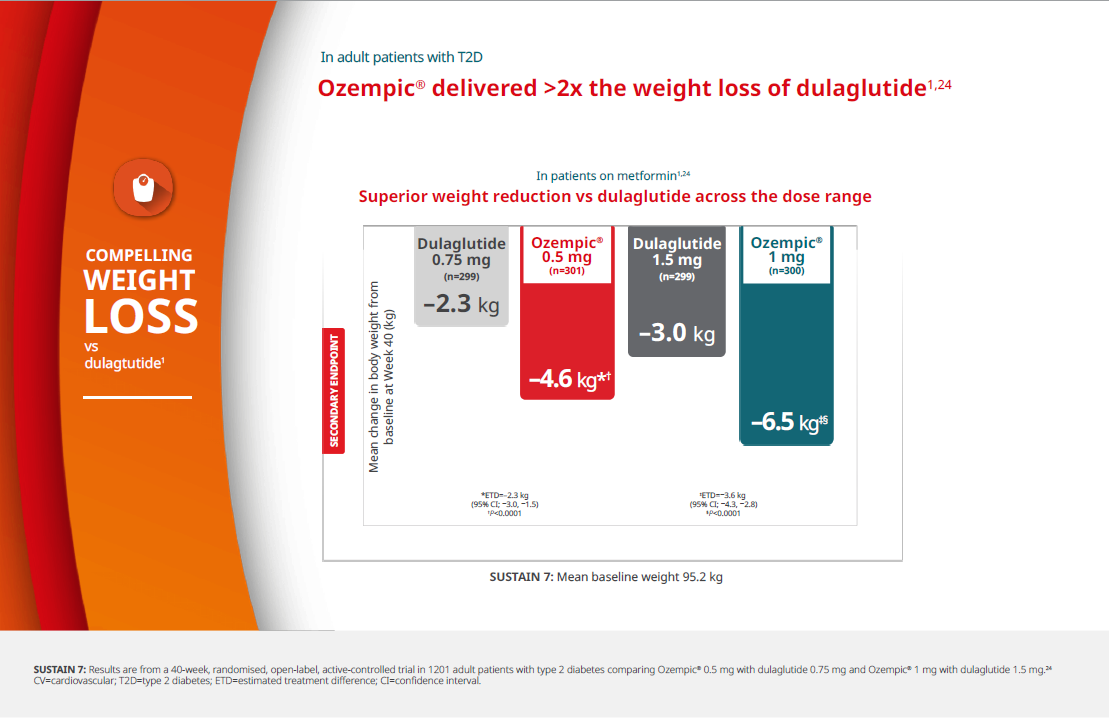 In adult patients with T2D
Ozempic® delivered >2x the weight loss of dulaglutide1,24
COMPELLING
WEIGHT
LOSS
vs
dulagtutide¹
In patients on metformin1,24
Superior weight reduction vs dulaglutide across the dose range
SECONDARY ENDPOINT
Mean change in body weight from
baseline at Week 40 (kg)
Dulaglutide
0.75 mg
(n=299)
–2.3 kg
Ozempic®
0.5 mg
(n=301)
–4.6 kg*†
Dulaglutide
1.5 mg
(n=299)
–3.0 kg
Ozempic®
1 mg
(n=300)
–6.5 kg‡§
*ETD=–2.3 kg
(95% CI; –3.0, –1.5)
†P<0.0001
‡ETD=–3.6 kg
(95% CI; –4.3, –2.8)
§P<0.0001
SUSTAIN 7: Mean baseline weight 95.2 kg
SUSTAIN 7: Results are from a 40-week, randomised, open-label, active-controlled trial in 1201 adult patients with type 2 diabetes comparing Ozempic® 0.5 mg with dulaglutide 0.75 mg and Ozempic® 1 mg with dulaglutide 1.5 mg.24
CV=cardiovascular; T2D=type 2 diabetes; ETD=estimated treatment difference; CI=confidence interval.